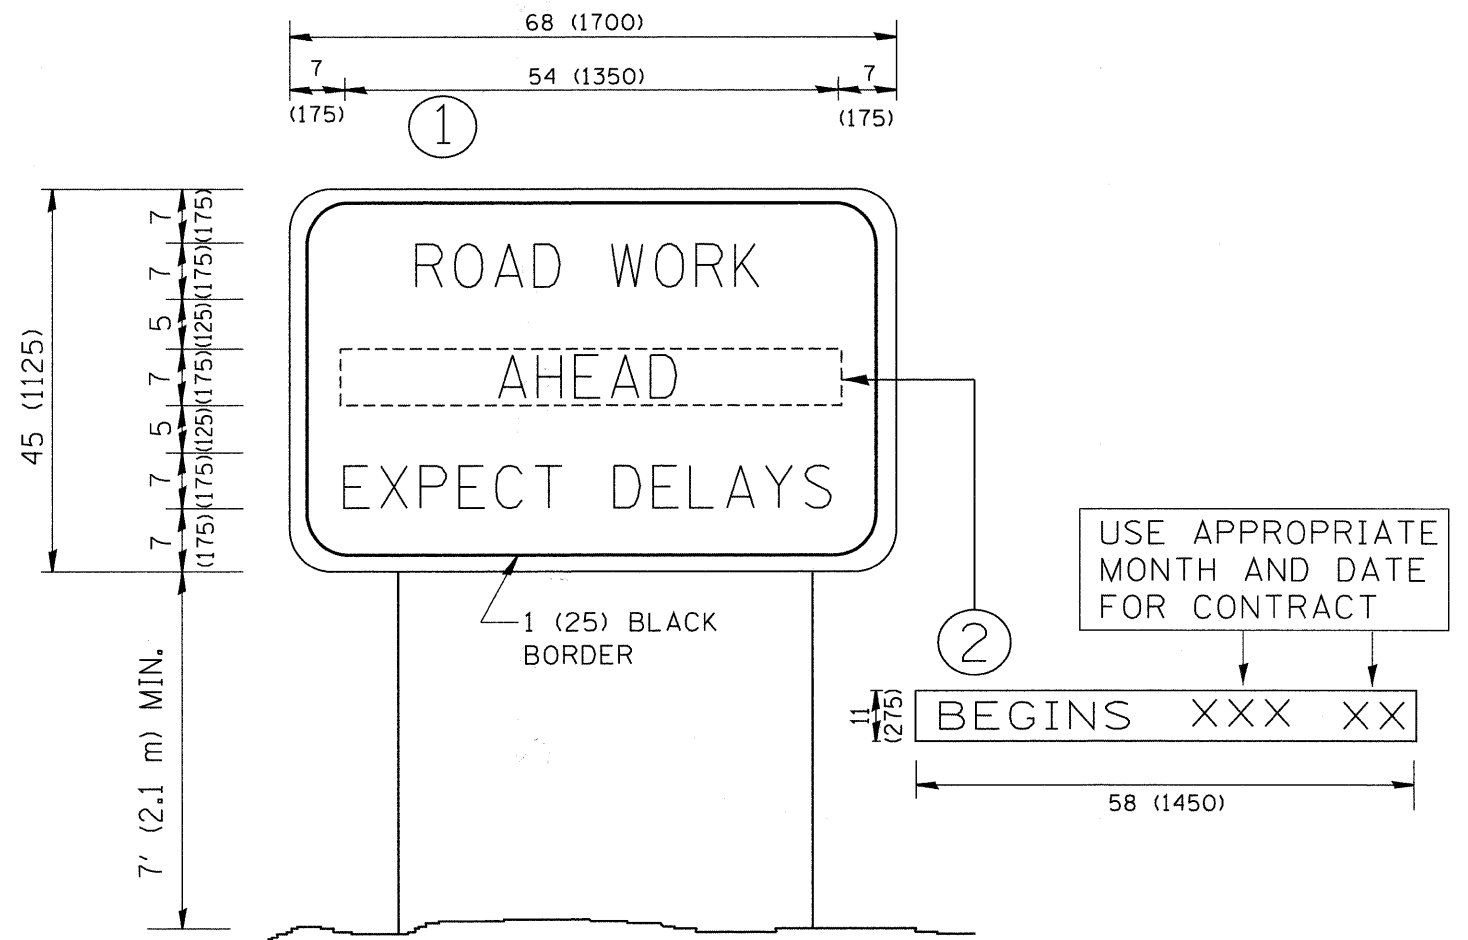 68 (1700)
7
54 (1350)
7
(175)
(175)
1
7 (175)
7 (175)
5 (125)
7 (175)
5 (125)
7 (175)
7 (175)
45 (1125)
ROAD WORK
AHEAD
EXPECT DELAYS
1 (25) BLACK
BORDER
7' (2.1 m) MIN.
2
USE APPROPRIATE
MONTH AND DATE
FOR CONTRACT
11
(275)
BEGINS XXX XX
58 (1450)